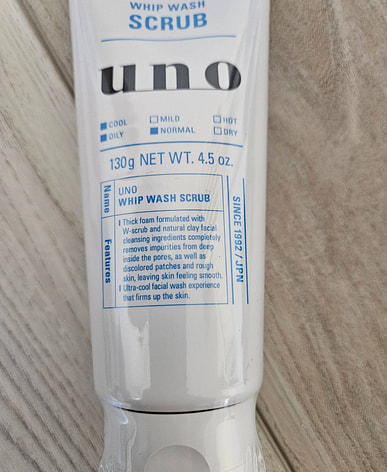 WHIP WASH
SCRUB
uno
COOL MILD HOT
OILY NORMAL DRY
130g NET WT. 4.5 oz.
Name
UNO
WHIP WASH SCRUB
Features
Thick foam formulated with
W-scrub and natural clay facial
cleansing ingredients completely
removes impurities from deep
inside the pores, as well as
discolored patches and rough
skin, leaving skin feeling smooth.
Ultra-cool facial wash experience
that firms up the skin.
SINCE 1992 / JPN